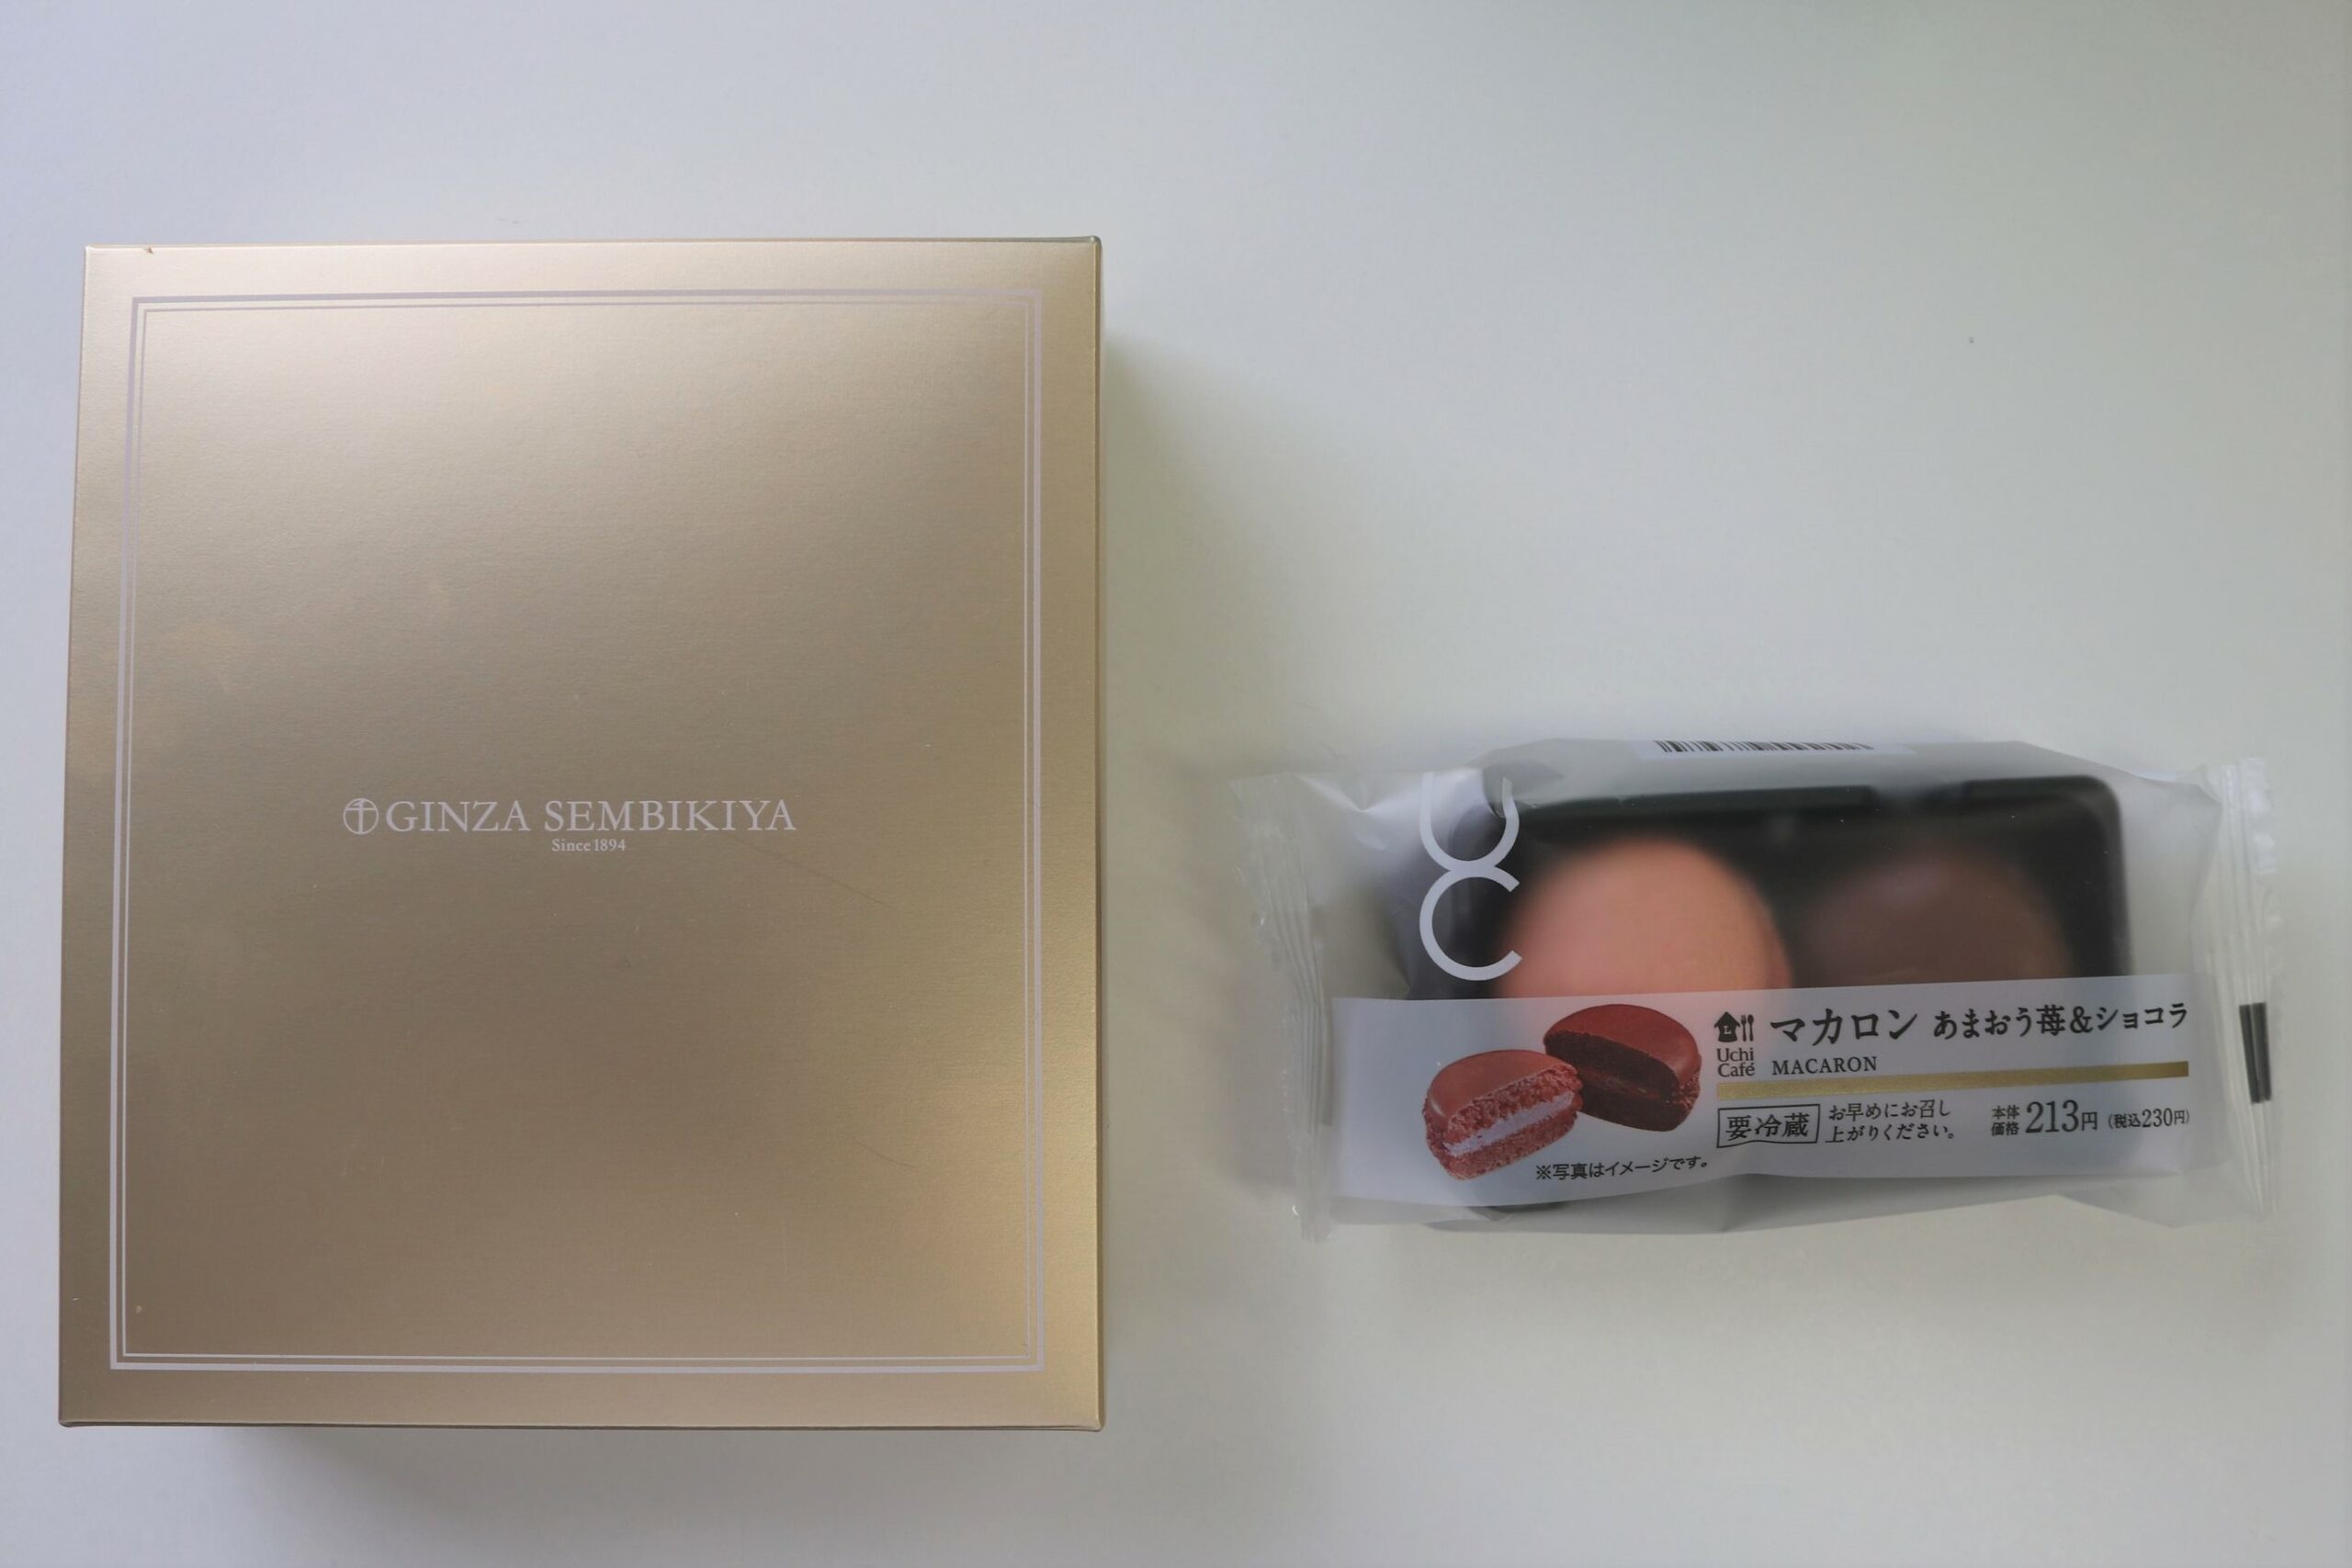 GINZA SEMBIKIYA
Since 1894
UC
Uchi Café
マカロン あまおう苺&ショコラ
MACARON
要冷蔵
お早めにお召し
上がりください。
本体価格 213円 (税込230円)
※写真はイメージです。